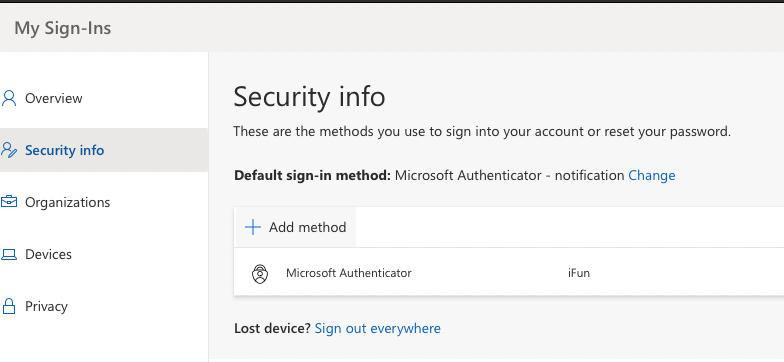 My Sign-Ins
Overview
Security info
Organizations
Devices
Privacy
Security info
These are the methods you use to sign into your account or reset your password.
Default sign-in method: Microsoft Authenticator - notification Change
Add method
Microsoft Authenticator iFun
Lost device? Sign out everywhere